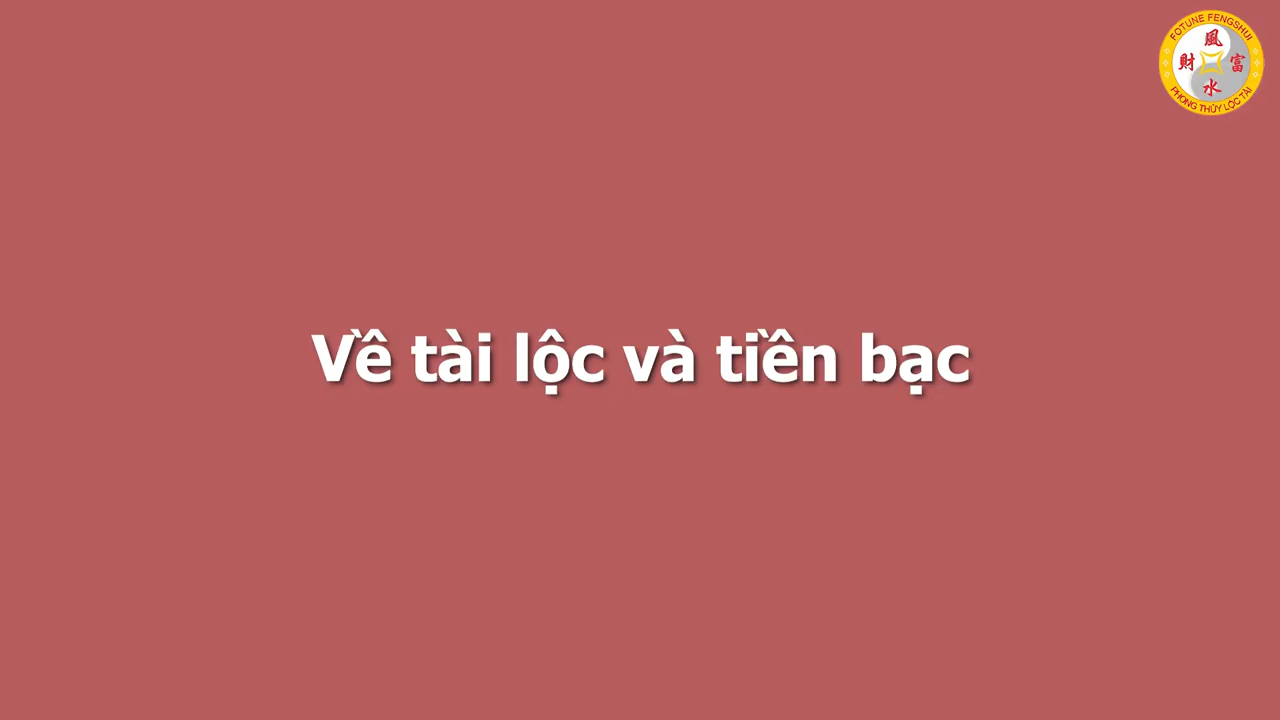 FOTUNE FENGSHUI
風
財 富
水
PHONG THỦY LỘC TÀI
Về tài lộc và tiền bạc